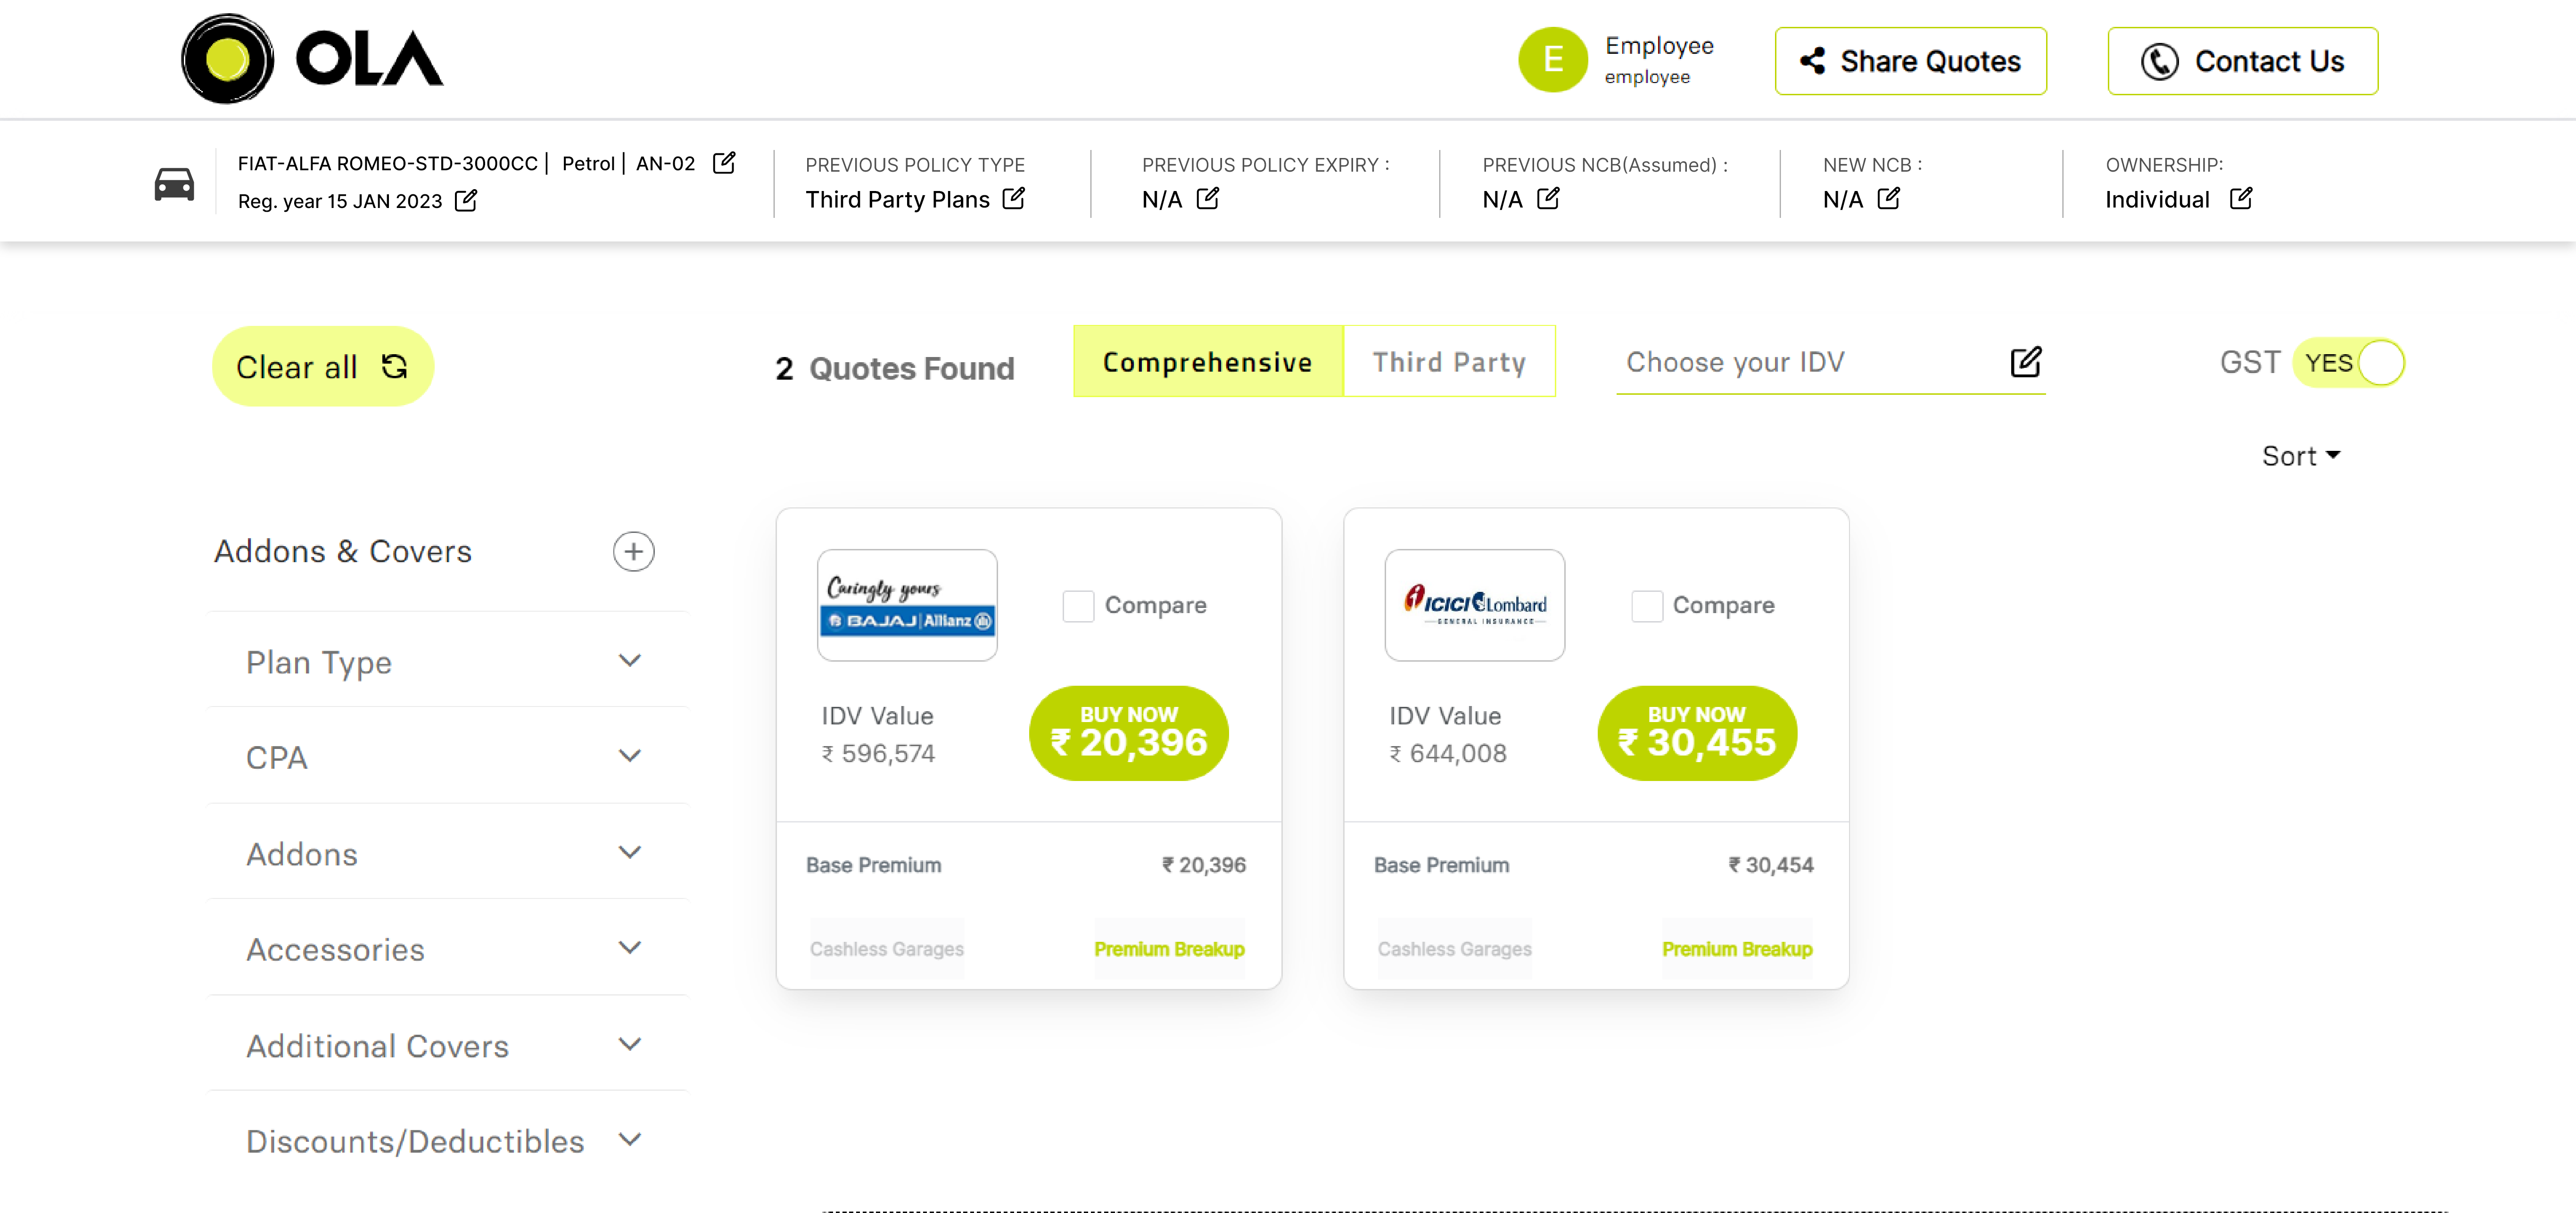 OLA
E
Employee
employee
Share Quotes
Contact Us
FIAT-ALFA ROMEO-STD-3000CC | Petrol | AN-02
Reg. year 15 JAN 2023
PREVIOUS POLICY TYPE
Third Party Plans
PREVIOUS POLICY EXPIRY :
N/A
PREVIOUS NCB(Assumed) :
N/A
NEW NCB :
N/A
OWNERSHIP:
Individual
Clear all
2 Quotes Found
Comprehensive
Third Party
Choose your IDV
GST YES
Sort
Addons & Covers
Plan Type
CPA
Addons
Accessories
Additional Covers
Discounts/Deductibles
Caringly yours
BAJAJ | Allianz
Compare
IDV Value
₹ 596,574
BUY NOW
₹ 20,396
Base Premium ₹ 20,396
Cashless Garages Premium Breakup
ICICI Lombard
GENERAL INSURANCE
Compare
IDV Value
₹ 644,008
BUY NOW
₹ 30,455
Base Premium ₹ 30,454
Cashless Garages Premium Breakup